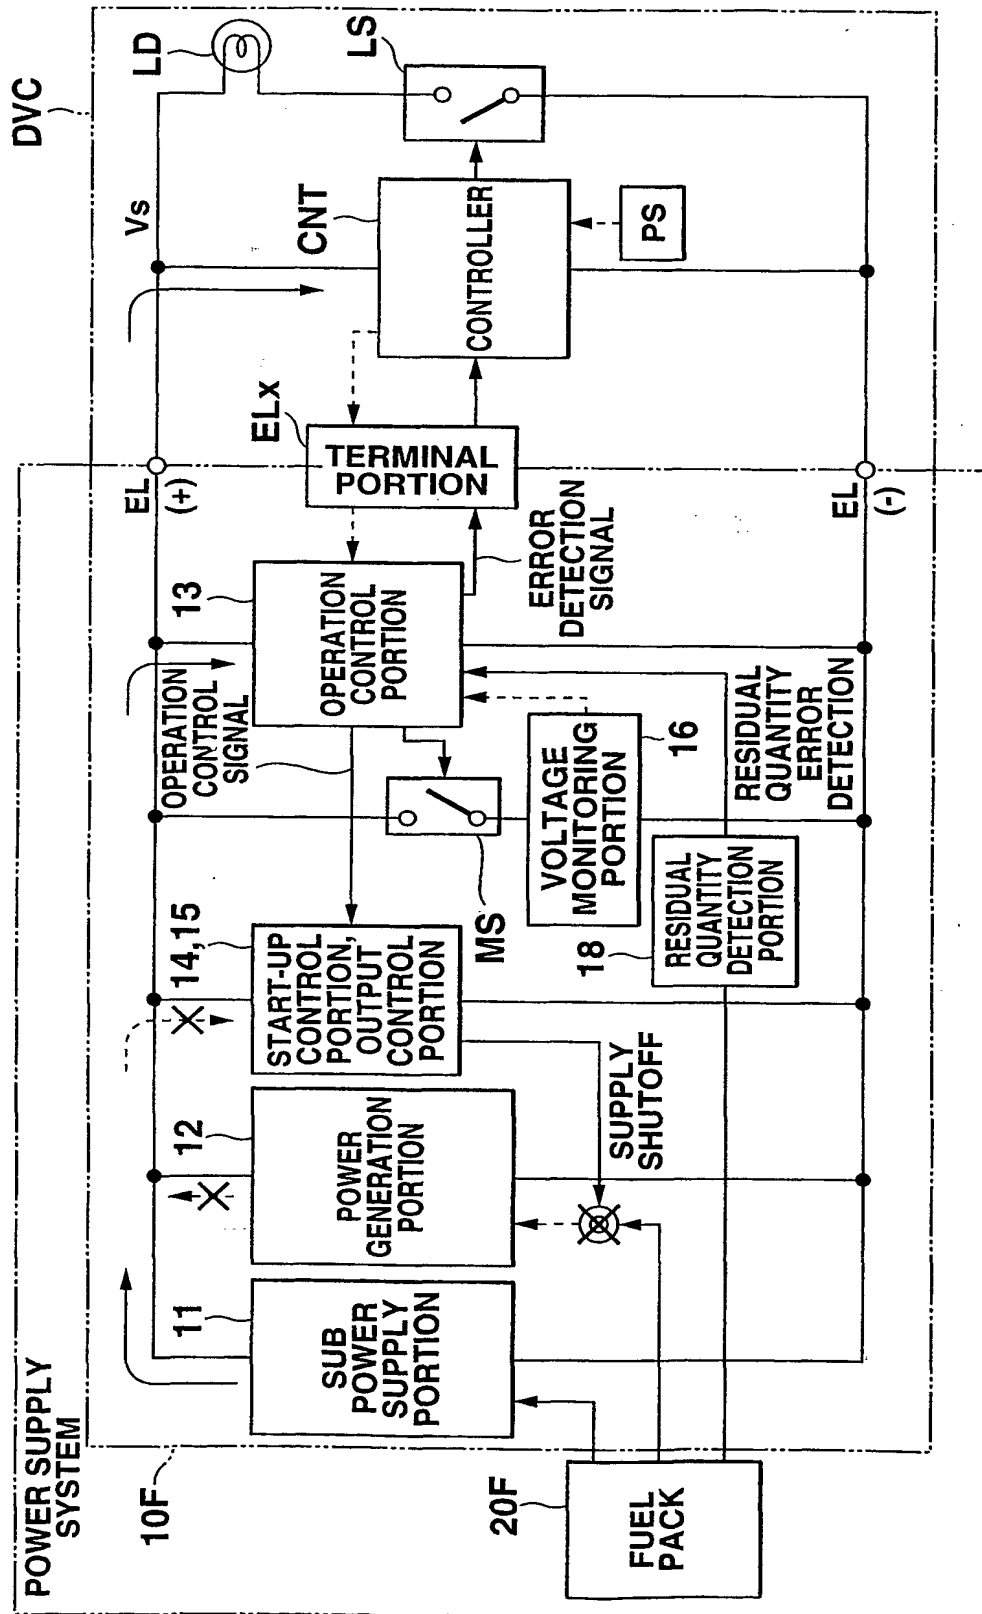 POWER SUPPLY
SYSTEM
DVC
10F
20F
FUEL
PACK
11
SUB
POWER
SUPPLY
PORTION
12
POWER
GENERATION
PORTION
SUPPLY
SHUTOFF
14,15
START-UP
CONTROL
PORTION,
OUTPUT
CONTROL
PORTION
OPERATION
CONTROL
SIGNAL
MS
13
OPERATION
CONTROL
PORTION
VOLTAGE
MONITORING
PORTION
16
18
RESIDUAL
QUANTITY
DETECTION
PORTION
RESIDUAL
QUANTITY
ERROR
DETECTION
ERROR
DETECTION
SIGNAL
EL
(+)
EL
(-)
ELx
TERMINAL
PORTION
Vs
CNT
CONTROLLER
PS
LD
LS